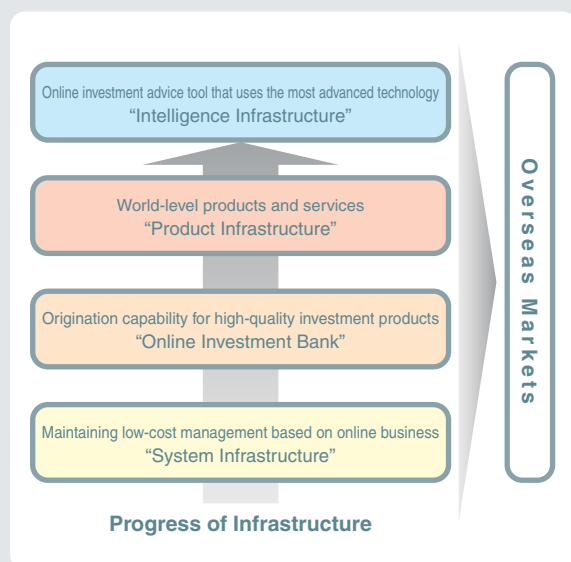 Online investment advice tool that uses the most advanced technology
“Intelligence Infrastructure”
World-level products and services
“Product Infrastructure”
Origination capability for high-quality investment products
“Online Investment Bank”
Maintaining low-cost management based on online business
“System Infrastructure”
Progress of Infrastructure
Overseas Markets